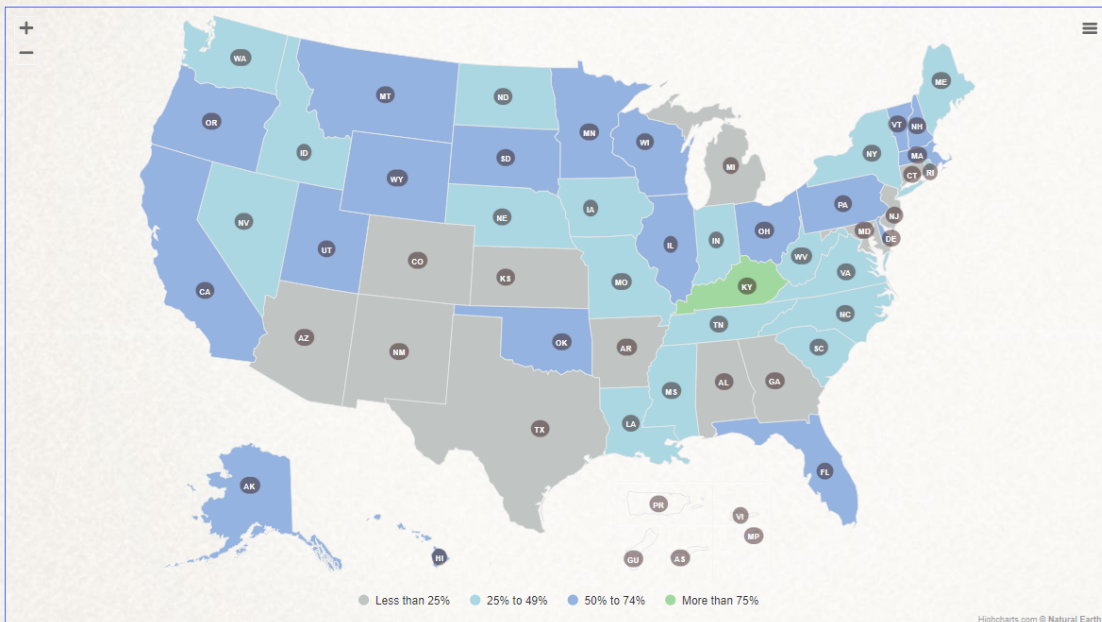 +
−
WA
MT
ND
MN
ME
OR
ID
WY
SD
WI
MI
VT
NH
NY
MA
CT
RI
NV
UT
NE
IA
IL
IN
OH
PA
NJ
MD
DE
CA
CO
KS
MO
KY
WV
VA
AZ
NM
OK
AR
TN
NC
SC
TX
LA
MS
AL
GA
FL
AK
HI
PR
VI
MP
GU
AS
Less than 25% 25% to 49% 50% to 74% More than 75%
Highcharts.com © Natural Earth